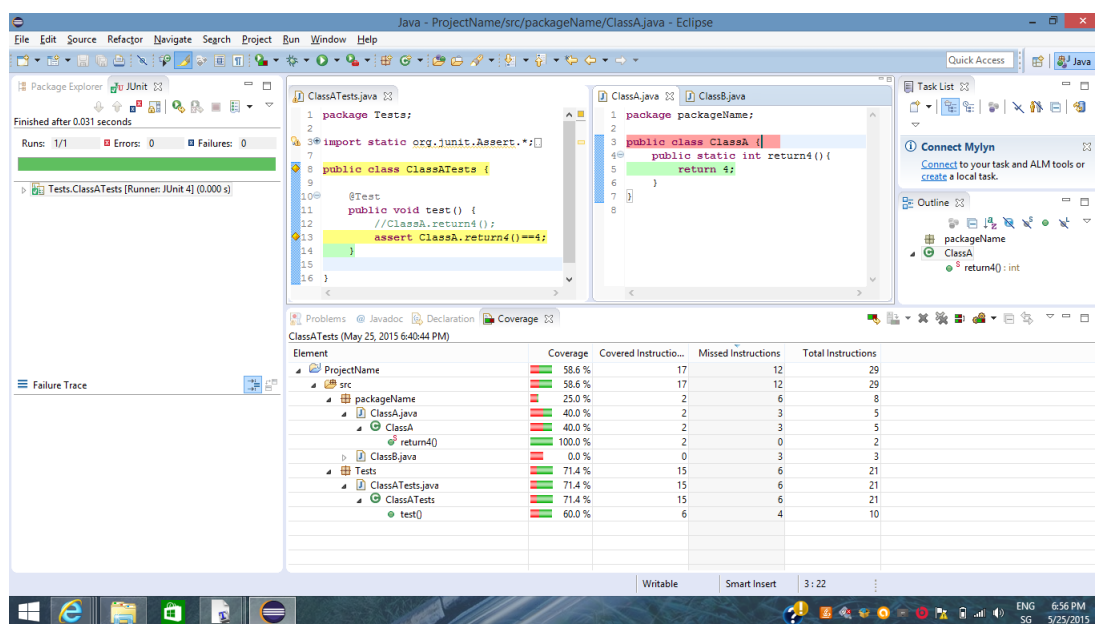 Java - ProjectName/src/packageName/ClassA.java - Eclipse
File Edit Source Refactor Navigate Search Project Run Window Help
Quick Access
Java
Package Explorer JUnit
Finished after 0.031 seconds
Runs: 1/1 Errors: 0 Failures: 0
Tests.ClassATests [Runner: JUnit 4] (0.000 s)
Failure Trace
ClassATests.java
1 package Tests;
2
3 import static org.junit.Assert.*;
7
8 public class ClassATests {
9
10 @Test
11 public void test() {
12 //ClassA.return4();
13 assert ClassA.return4()==4;
14 }
15
16 }
ClassA.java ClassB.java
1 package packageName;
2
3 public class ClassA {
4 public static int return4(){
5 return 4;
6 }
7 }
8
Task List
Connect Mylyn
Connect to your task and ALM tools or
create a local task.
Outline
packageName
ClassA
return4() : int
Problems @ Javadoc Declaration Coverage
ClassATests (May 25, 2015 6:40:44 PM)
Element Coverage Covered Instructio... Missed Instructions Total Instructions
ProjectName 58.6 % 17 12 29
src 58.6 % 17 12 29
packageName 25.0 % 2 6 8
ClassA.java 40.0 % 2 3 5
ClassA 40.0 % 2 3 5
return4() 100.0 % 2 0 2
ClassB.java 0.0 % 0 3 3
Tests 71.4 % 15 6 21
ClassATests.java 71.4 % 15 6 21
ClassATests 71.4 % 15 6 21
test() 60.0 % 6 4 10
Writable Smart Insert 3 : 22
ENG 6:56 PM
SG 5/25/2015